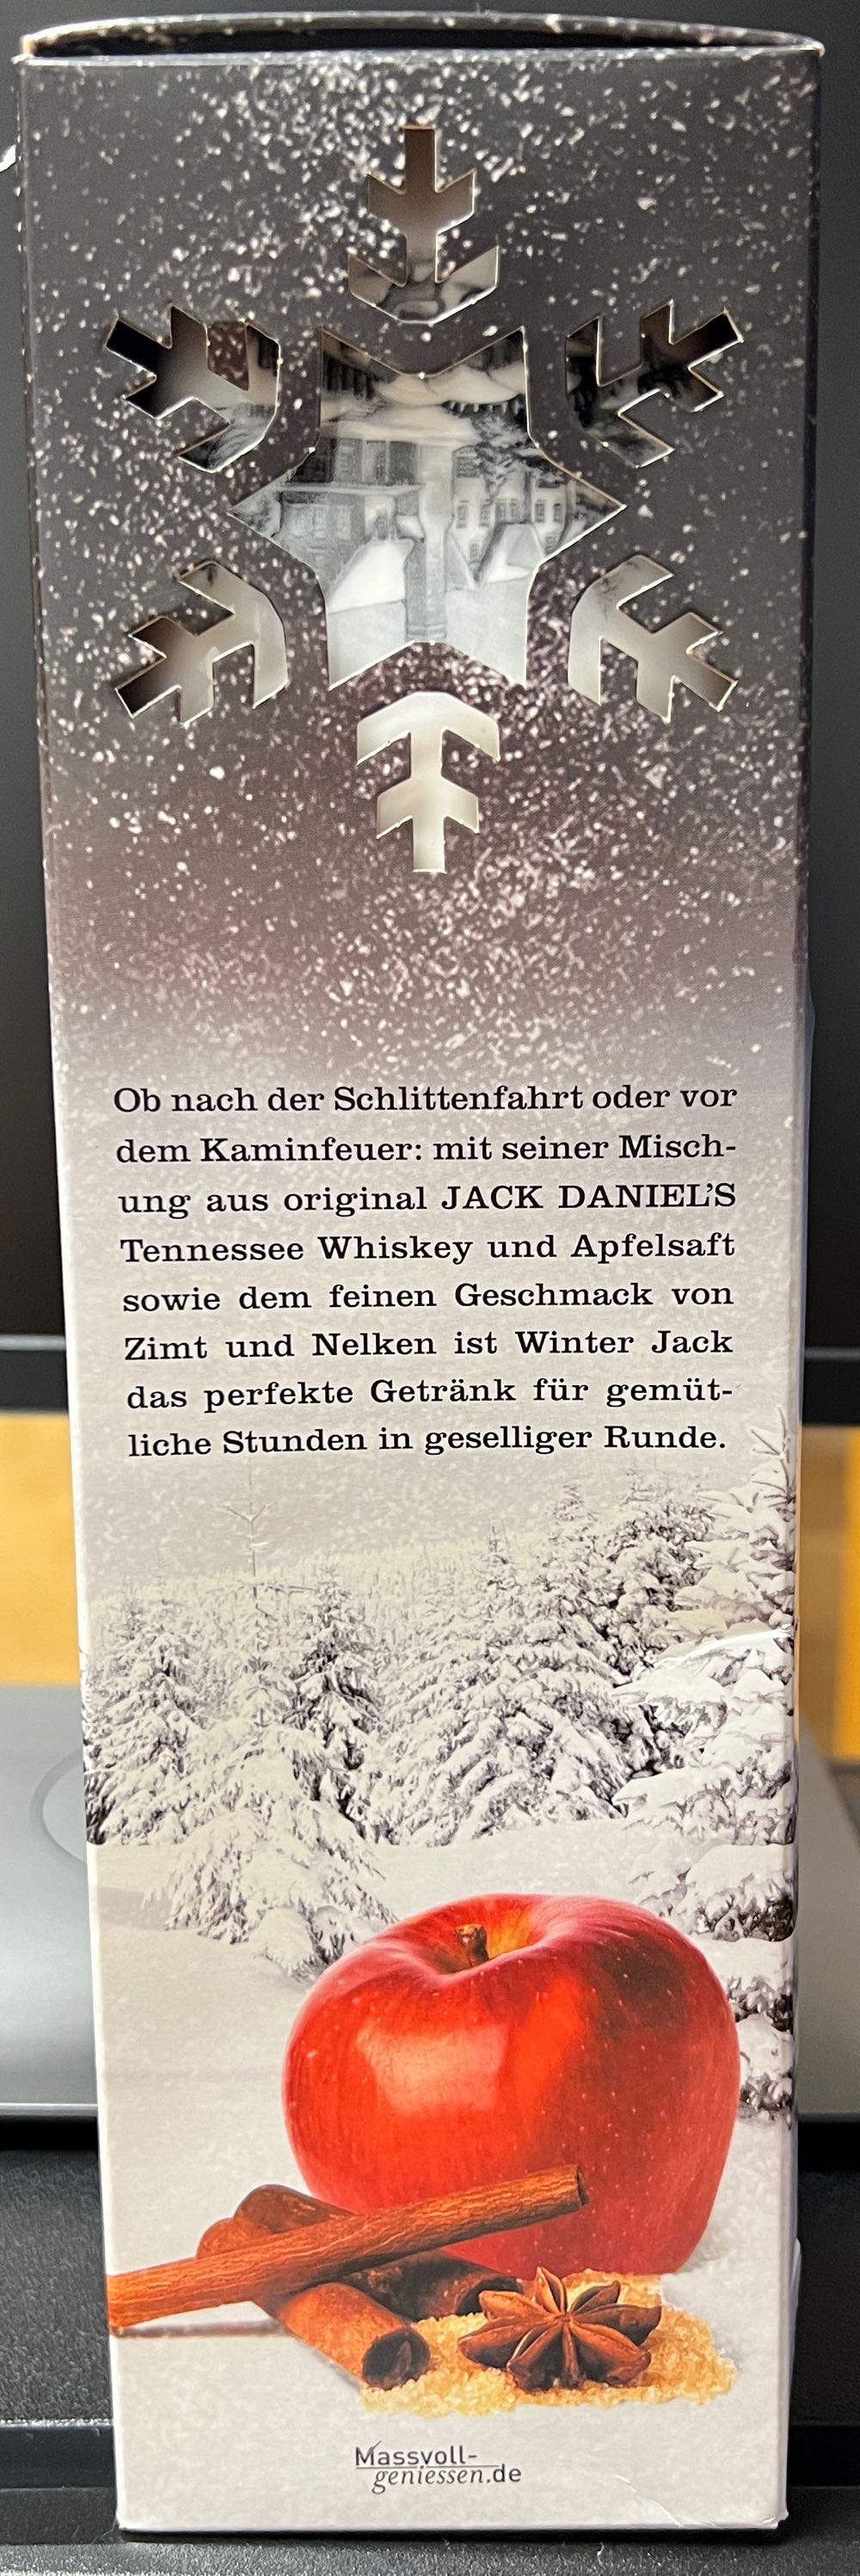 Ob nach der Schlittenfahrt oder vor
dem Kaminfeuer: mit seiner Misch-
ung aus original JACK DANIEL'S
Tennessee Whiskey und Apfelsaft
sowie dem feinen Geschmack von
Zimt und Nelken ist Winter Jack
das perfekte Getränk für gemüt-
liche Stunden in geselliger Runde.
Massvoll-
geniessen.de